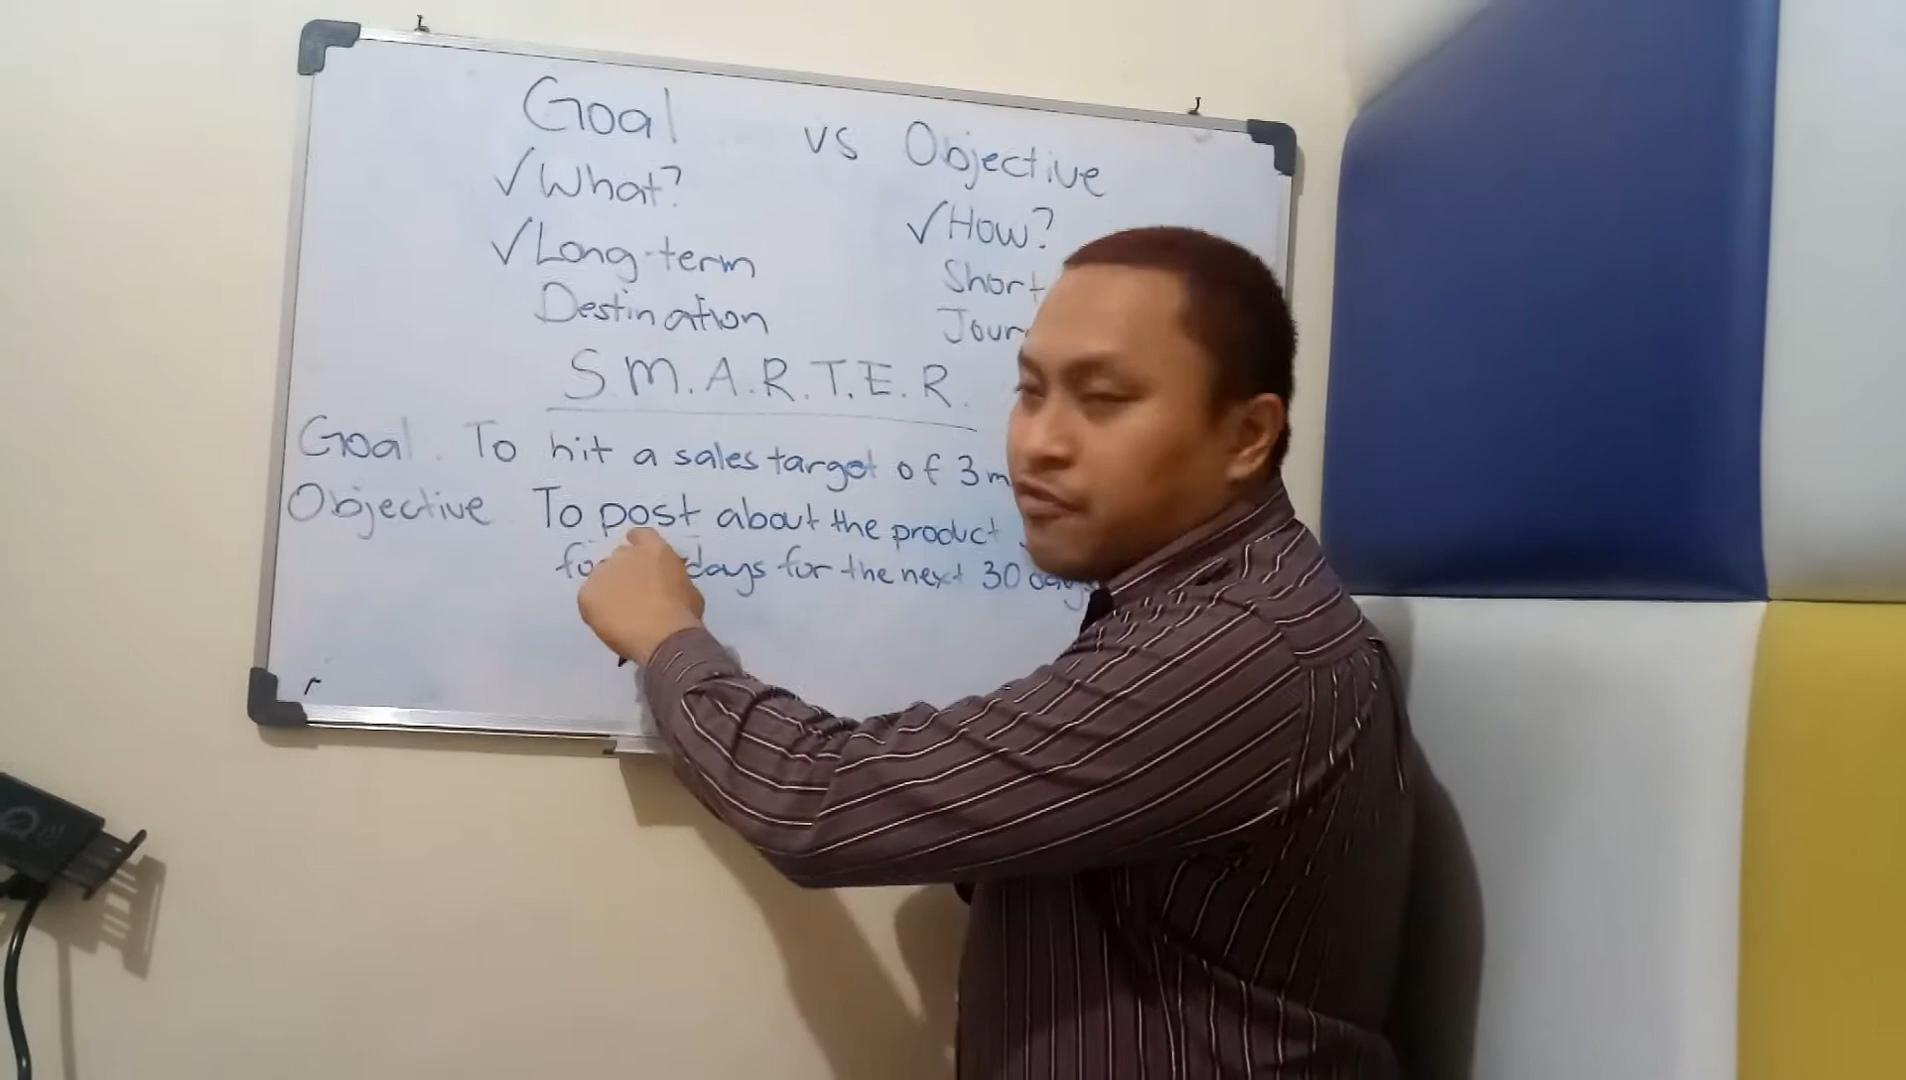 Goal vs Objective
✓What? ✓How?
✓Long-term Short
Destination Jour
S.M.A.R.T.E.R.
Goal. To hit a sales target of 3 m
Objective To post about the product
days for the next 30 days